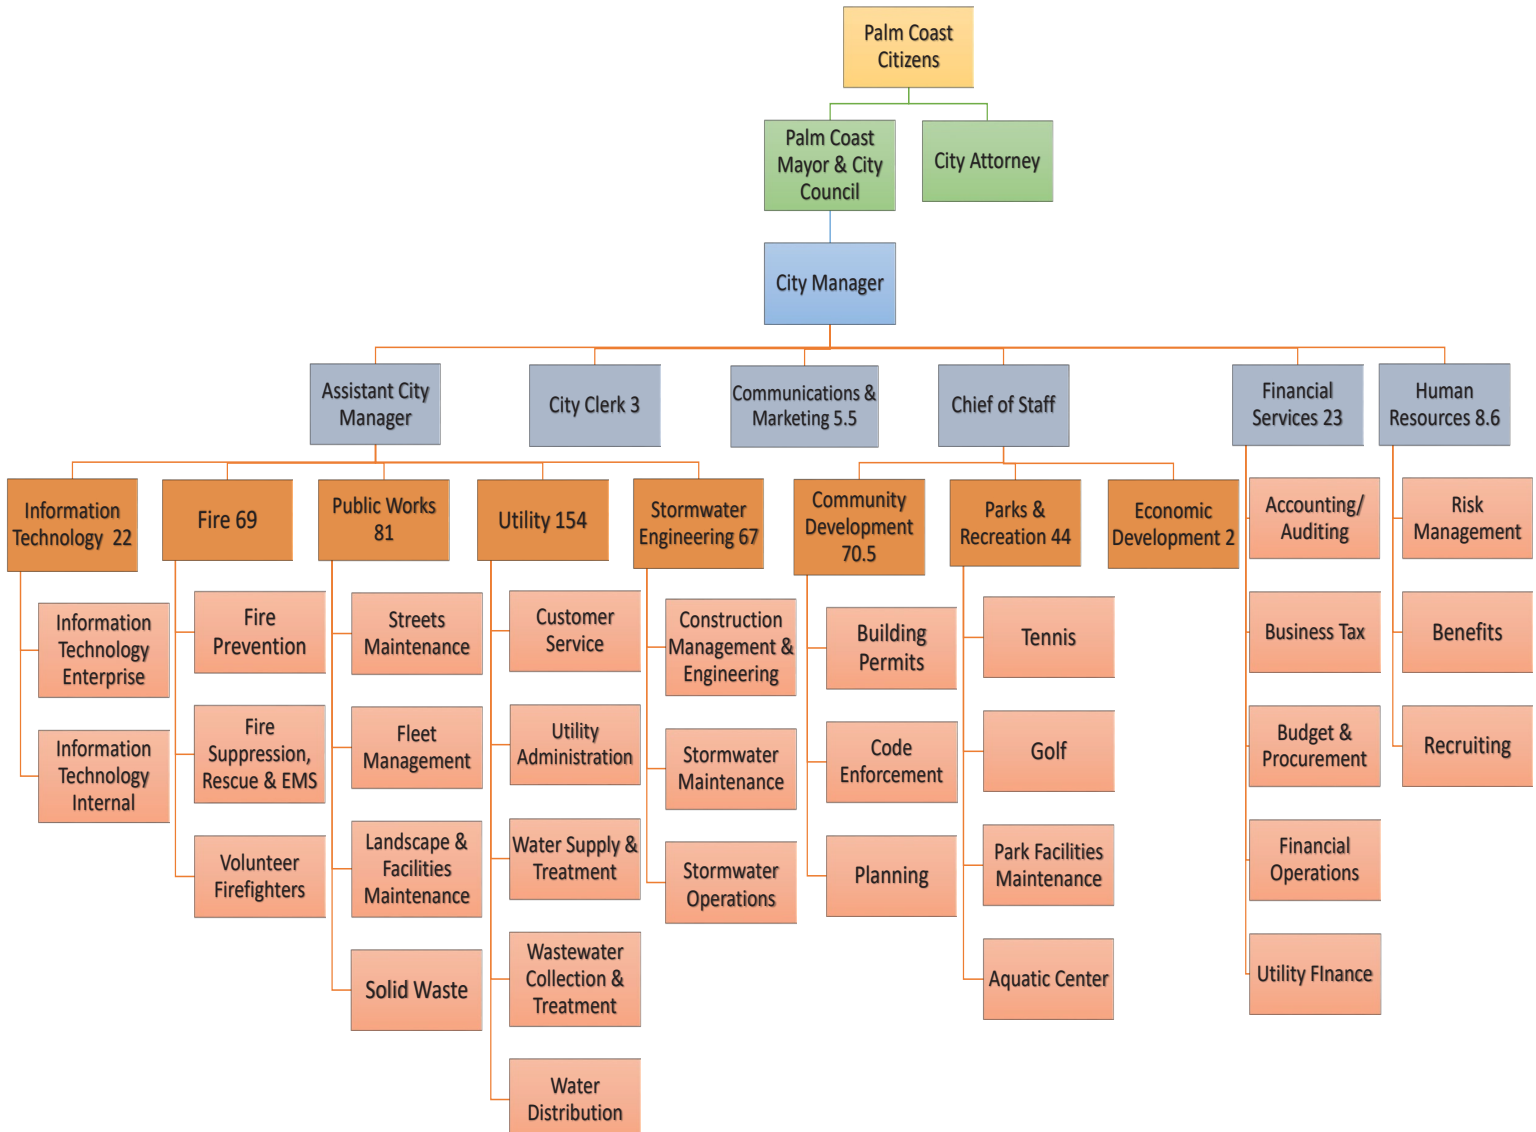 Palm Coast
Citizens
Palm Coast
Mayor & City
Council
City Attorney
City Manager
Assistant City
Manager
City Clerk 3
Communications &
Marketing 5.5
Chief of Staff
Financial
Services 23
Human
Resources 8.6
Information
Technology 22
Fire 69
Public Works
81
Utility 154
Stormwater
Engineering 67
Community
Development
70.5
Parks &
Recreation 44
Economic
Development 2
Information
Technology
Enterprise
Information
Technology
Internal
Fire
Prevention
Fire
Suppression,
Rescue & EMS
Volunteer
Firefighters
Streets
Maintenance
Fleet
Management
Landscape &
Facilities
Maintenance
Solid Waste
Customer
Service
Utility
Administration
Water Supply &
Treatment
Wastewater
Collection &
Treatment
Water
Distribution
Construction
Management &
Engineering
Stormwater
Maintenance
Stormwater
Operations
Building
Permits
Code
Enforcement
Planning
Tennis
Golf
Park Facilities
Maintenance
Aquatic Center
Accounting/
Auditing
Business Tax
Budget &
Procurement
Financial
Operations
Utility FInance
Risk
Management
Benefits
Recruiting